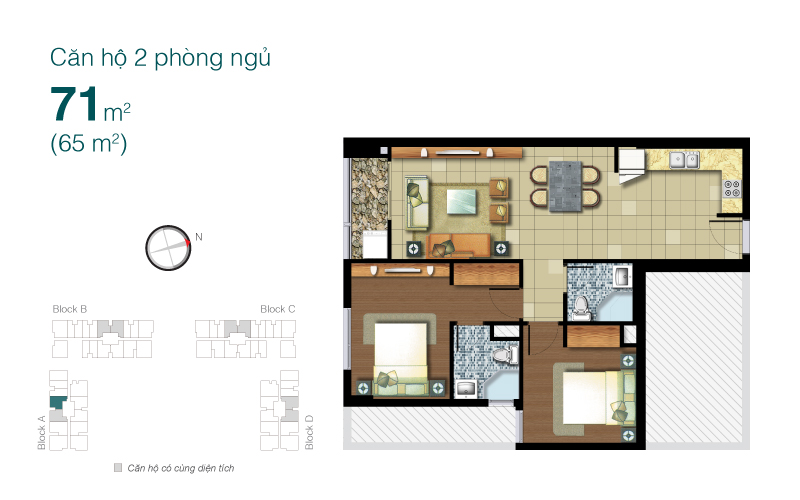 Căn hộ 2 phòng ngủ
71 m²
(65 m²)
N
Block B
Block C
Block A
Block D
Căn hộ có cùng diện tích